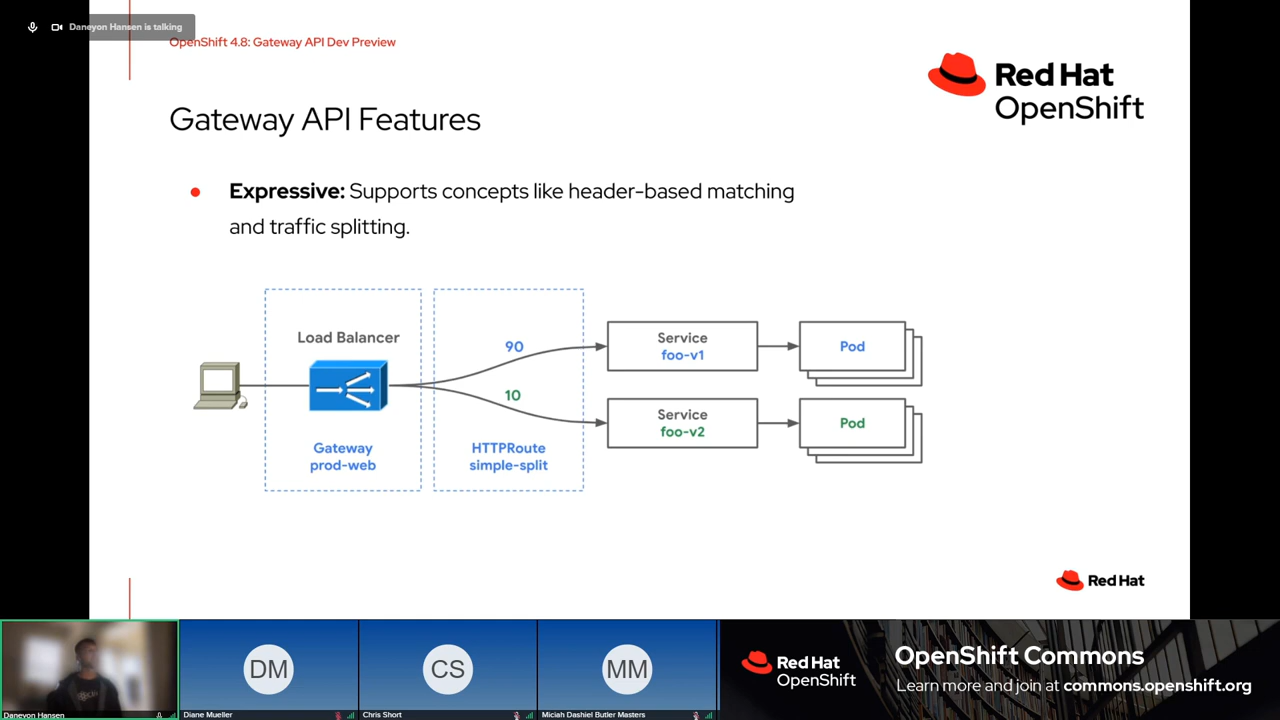 Daneyon Hansen is talking
OpenShift 4.8: Gateway API Dev Preview
Red Hat
OpenShift
Gateway API Features
Expressive: Supports concepts like header-based matching
and traffic splitting.
Load Balancer
Gateway
prod-web
90
10
HTTPRoute
simple-split
Service
foo-v1
Pod
Service
foo-v2
Pod
Red Hat
Daneyon Hansen
DM
Diane Mueller
CS
Chris Short
MM
Miciah Dashiel Butler Masters
Red Hat
OpenShift
OpenShift Commons
Learn more and join at commons.openshift.org